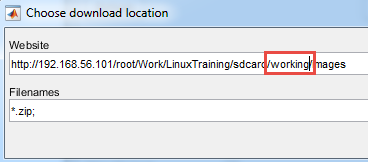 Choose download location
Website
http://192.168.56.101/root/Work/LinuxTraining/sdcard/working/images
Filenames
*.zip;